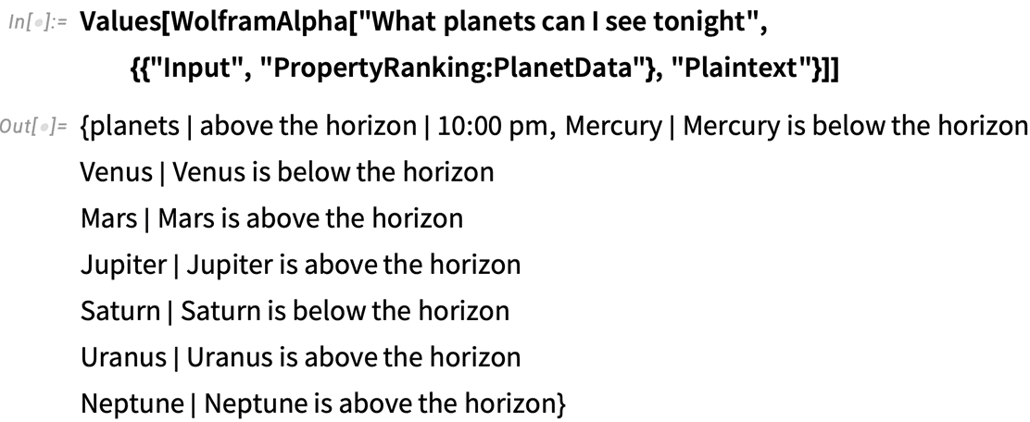 In[●]:= Values[WolframAlpha["What planets can I see tonight",
{{"Input", "PropertyRanking:PlanetData"}, "Plaintext"}]]
Out[●]= {planets | above the horizon | 10:00 pm, Mercury | Mercury is below the horizon
Venus | Venus is below the horizon
Mars | Mars is above the horizon
Jupiter | Jupiter is above the horizon
Saturn | Saturn is below the horizon
Uranus | Uranus is above the horizon
Neptune | Neptune is above the horizon}